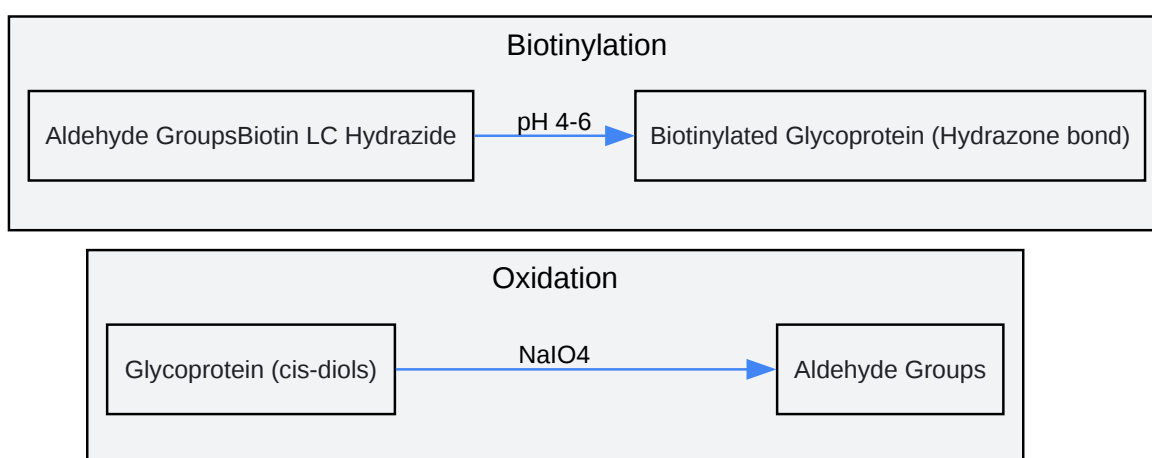 Biotinylation
Aldehyde GroupsBiotin LC Hydrazide
pH 4-6
Biotinylated Glycoprotein (Hydrazone bond)
Oxidation
Glycoprotein (cis-diols)
NaIO4
Aldehyde Groups